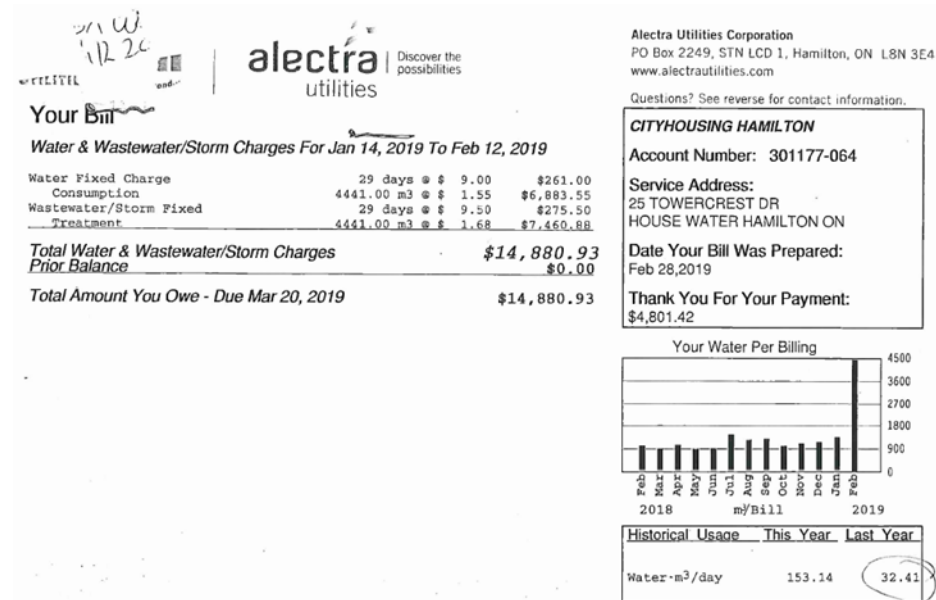 alectra
utilities
Discover the
possibilities
Alectra Utilities Corporation
PO Box 2249, STN LCD 1, Hamilton, ON L8N 3E4
www.alectrautilities.com
Questions? See reverse for contact information.
Your Bill
Water & Wastewater/Storm Charges For Jan 14, 2019 To Feb 12, 2019
Water Fixed Charge 29 days @ $ 9.00 $261.00
Consumption 4441.00 m3 @ $ 1.55 $6,883.55
Wastewater/Storm Fixed 29 days @ $ 9.50 $275.50
Treatment 4441.00 m3 @ $ 1.68 $7,460.88
Total Water & Wastewater/Storm Charges $14,880.93
Prior Balance $0.00
Total Amount You Owe - Due Mar 20, 2019 $14,880.93
CITYHOUSING HAMILTON
Account Number: 301177-064
Service Address:
25 TOWERCREST DR
HOUSE WATER HAMILTON ON
Date Your Bill Was Prepared:
Feb 28,2019
Thank You For Your Payment:
$4,801.42
Your Water Per Billing
4500
3600
2700
1800
900
0
Feb Mar Apr May Jun Jul Aug Sep Oct Nov Dec Jan Feb
2018 m³/Bill 2019
Historical Usage This Year Last Year
Water-m3/day 153.14 32.41